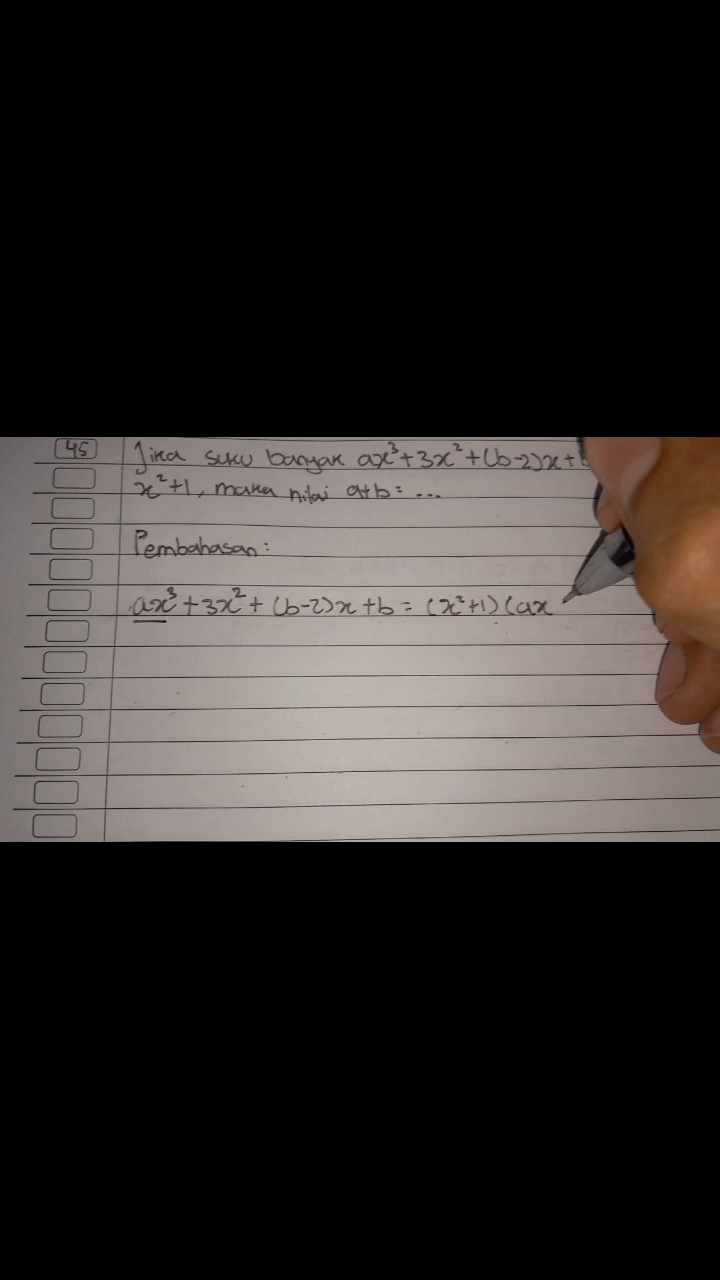 45 Jika suku banyak ax³+3x²+(b-2)x+
x²+1, maka nilai a+b = ...
Pembahasan:
ax³ + 3x² + (b-2)x + b = (x²+1) (ax